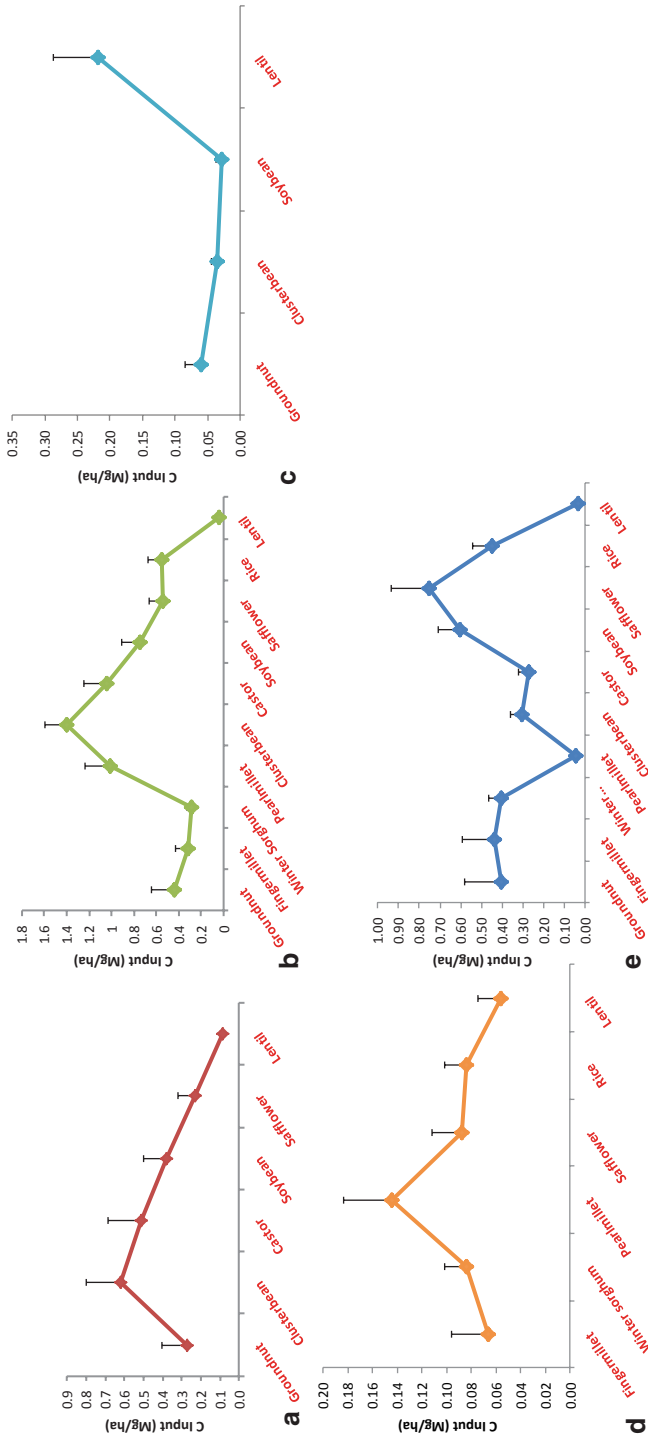 C Input (Mg/ha)
0.9
0.8
0.7
0.6
0.5
0.4
0.3
0.2
0.1
0.0
Groundnut
Clusterbean
Castor
Soybean
Safflower
Lentil
a
C Input (Mg/ha)
1.8
1.6
1.4
1.2
1
0.8
0.6
0.4
0.2
0
Groundnut
Fingermillet
Winter Sorghum
Pearlmillet
Clusterbean
Castor
Soybean
Safflower
Rice
Lentil
b
C Input (Mg/ha)
0.35
0.30
0.25
0.20
0.15
0.10
0.05
0.00
Groundnut
Clusterbean
Soybean
Lentil
c
C Input (Mg/ha)
0.20
0.18
0.16
0.14
0.12
0.10
0.08
0.06
0.04
0.02
0.00
Fingermillet
Winter sorghum
Pearlmillet
Safflower
Rice
Lentil
d
C Input (Mg/ha)
1.00
0.90
0.80
0.70
0.60
0.50
0.40
0.30
0.20
0.10
0.00
Groundnut
Fingermillet
Winter...
Pearlmillet
Clusterbean
Castor
Soybean
Safflower
Rice
Lentil
e